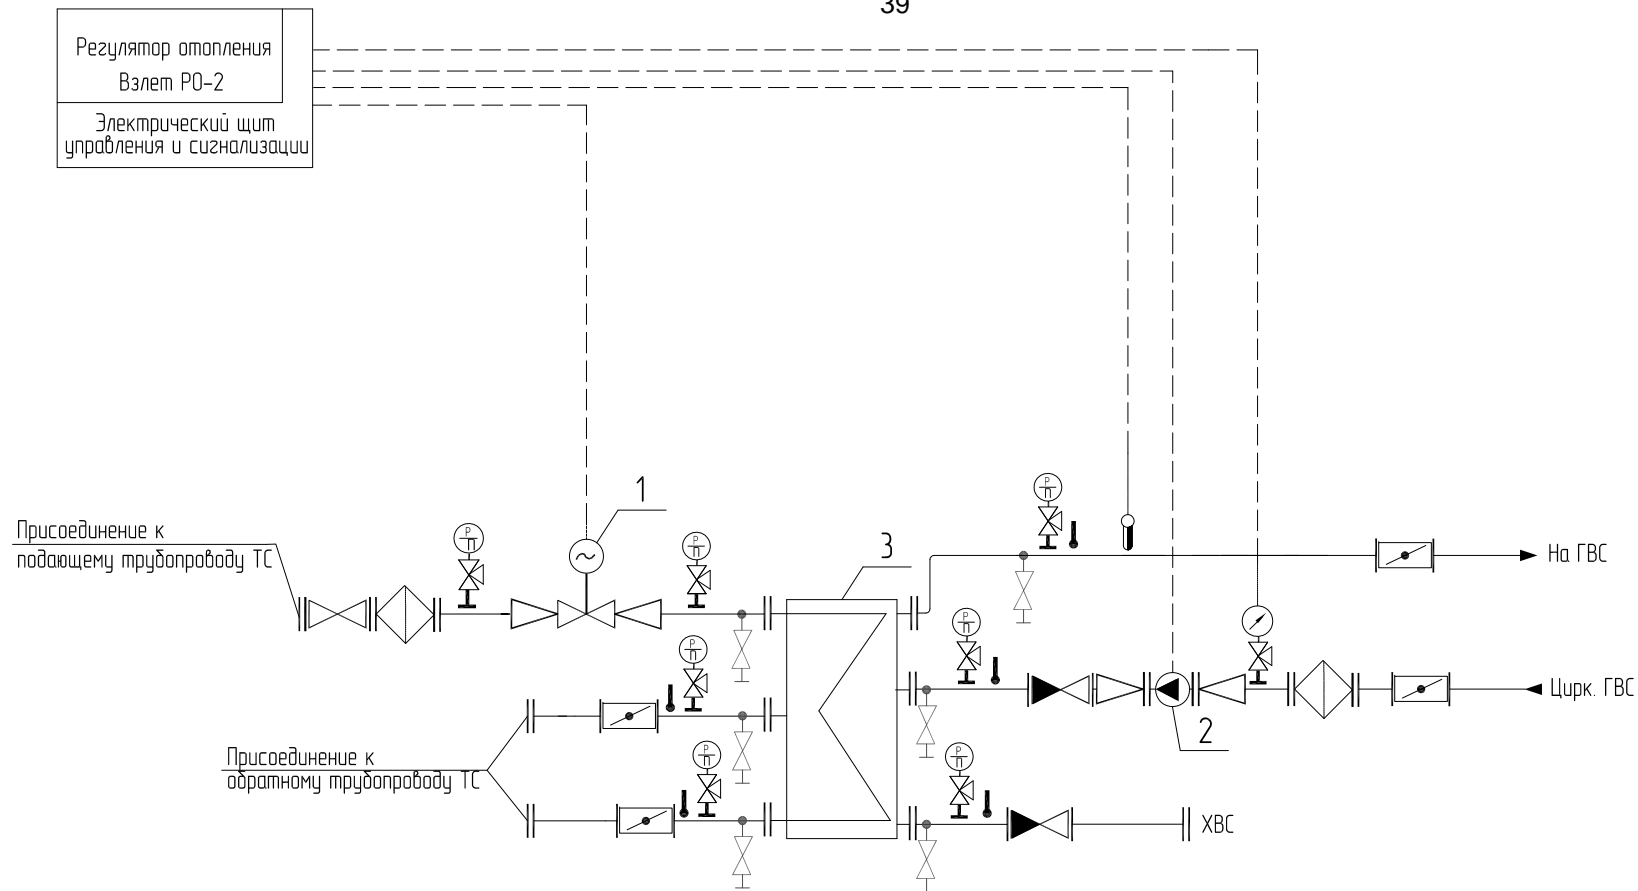 39
Регулятор отопления
Взлет РО-2
Электрический щит
управления и сигнализации
1
P
П
3
На ГВС
Присоединение к
подающему трубопроводу ТС
P
П
P
П
P
П
P
П
Цирк. ГВС
2
Присоединение к
обратному трубопроводу ТС
P
П
P
П
ХВС